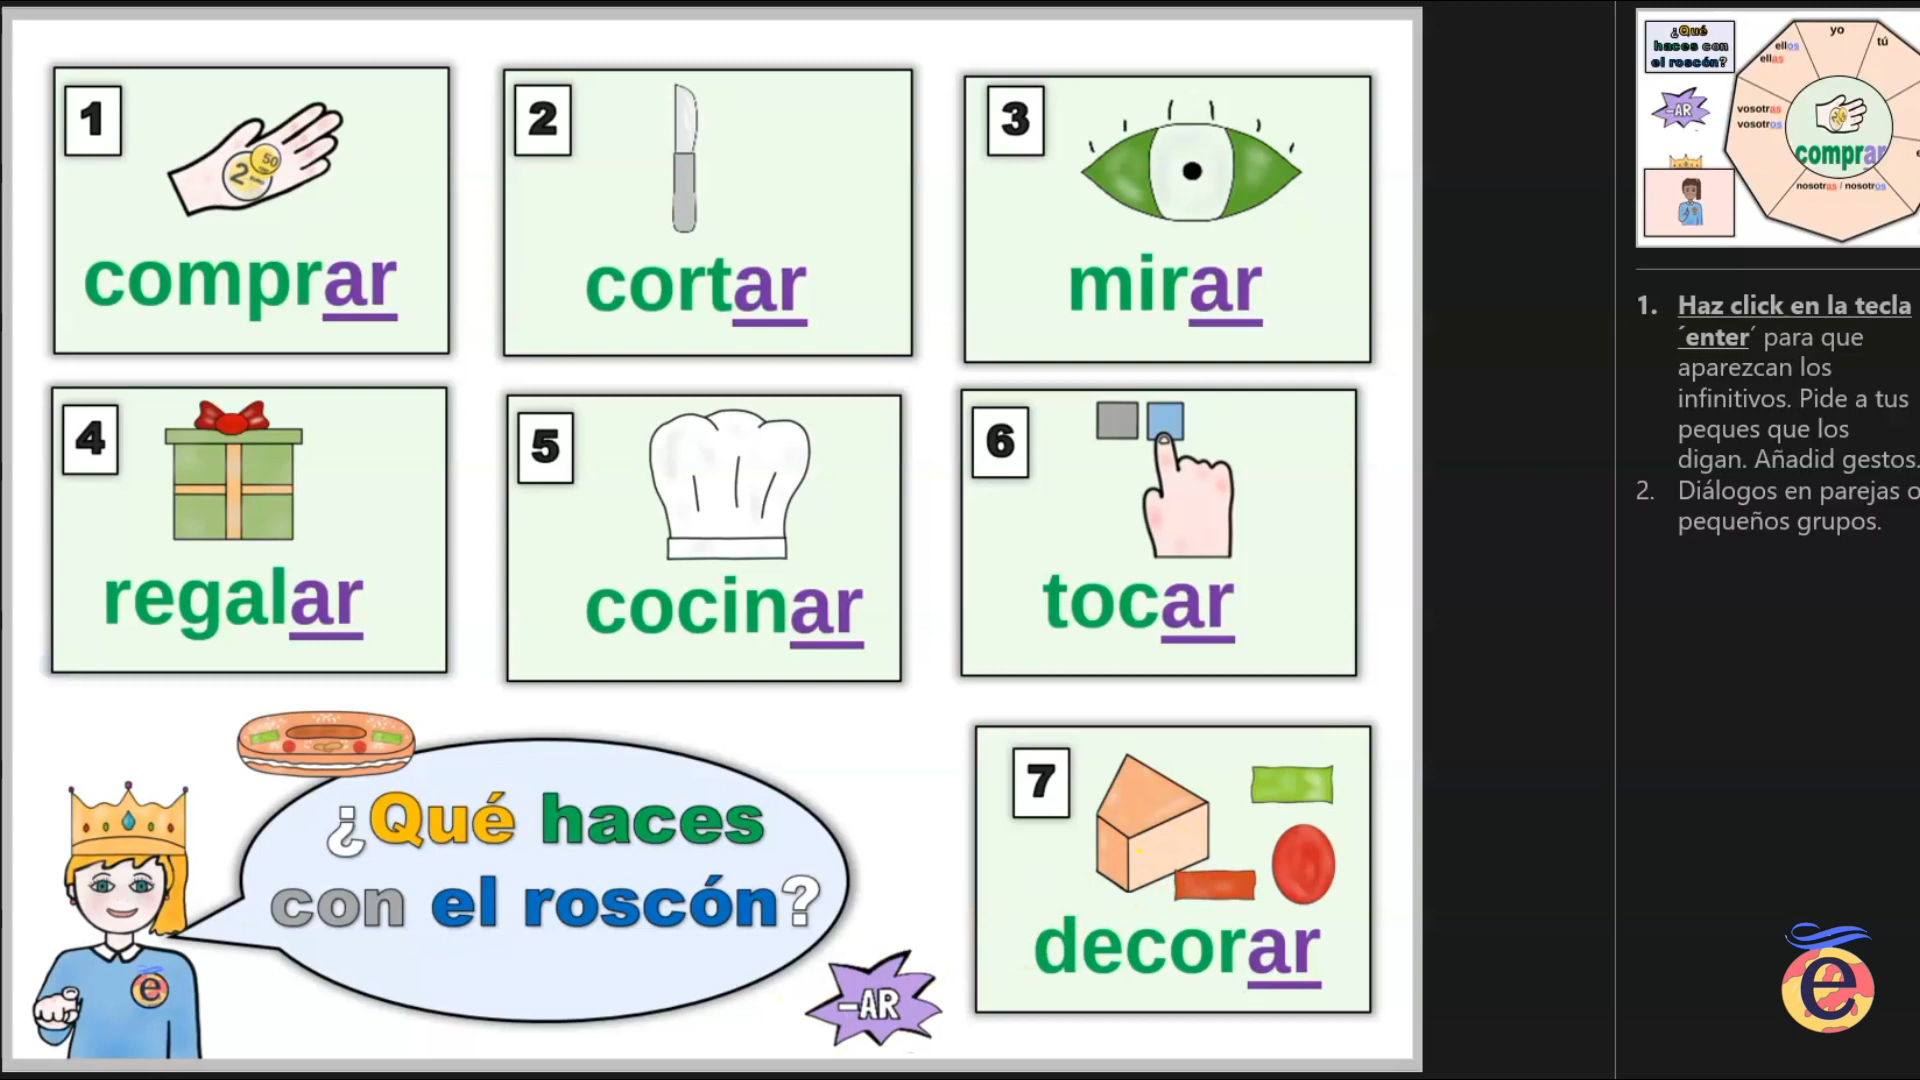 1
50
2
comprar
2
cortar
3
mirar
4
regalar
5
cocinar
6
tocar
¿Qué haces
con el roscón?
-AR
e
7
decorar
¿Qué
haces con
el roscón?
-AR
yo
tú
ellos
ellas
vosotras
vosotros
comprar
nosotras / nosotros
1. Haz click en la tecla
´enter´ para que
aparezcan los
infinitivos. Pide a tus
peques que los
digan. Añadid gestos.
2. Diálogos en parejas o
pequeños grupos.
e